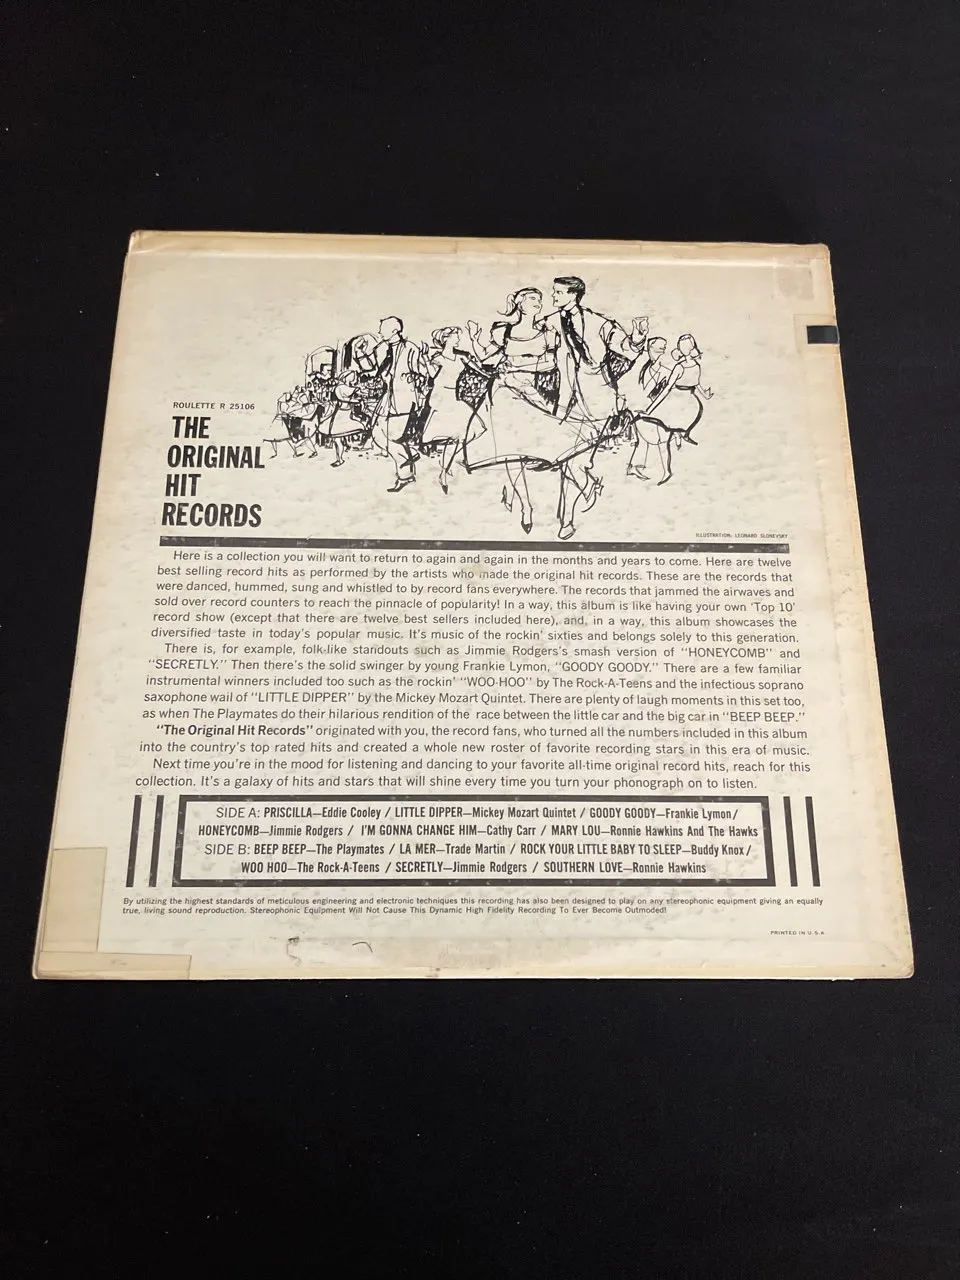 ROULETTE R 25106
THE
ORIGINAL
HIT
RECORDS
ILLUSTRATION: LEONARD SLONEVSKY
Here is a collection you will want to return to again and again in the months and years to come. Here are twelve
best selling record hits as performed by the artists who made the original hit records. These are the records that
were danced, hummed, sung and whistled to by record fans everywhere. The records that jammed the airwaves and
sold over record counters to reach the pinnacle of popularity! In a way, this album is like having your own 'Top 10'
record show (except that there are twelve best sellers included here), and, in a way, this album showcases the
diversified taste in today's popular music. It's music of the rockin' sixties and belongs solely to this generation.
There is, for example, folk-like standouts such as Jimmie Rodgers's smash version of "HONEYCOMB" and
"SECRETLY." Then there's the solid swinger by young Frankie Lymon, "GOODY GOODY." There are a few familiar
instrumental winners included too such as the rockin' "WOO-HOO" by The Rock-A-Teens and the infectious soprano
saxophone wail of "LITTLE DIPPER" by the Mickey Mozart Quintet. There are plenty of laugh moments in this set too,
as when The Playmates do their hilarious rendition of the race between the little car and the big car in "BEEP BEEP."
"The Original Hit Records" originated with you, the record fans, who turned all the numbers included in this album
into the country's top rated hits and created a whole new roster of favorite recording stars in this era of music.
Next time you're in the mood for listening and dancing to your favorite all-time original record hits, reach for this
collection. It's a galaxy of hits and stars that will shine every time you turn your phonograph on to listen.
SIDE A: PRISCILLA—Eddie Cooley / LITTLE DIPPER—Mickey Mozart Quintet / GOODY GOODY—Frankie Lymon/
HONEYCOMB—Jimmie Rodgers / I'M GONNA CHANGE HIM—Cathy Carr / MARY LOU—Ronnie Hawkins And The Hawks
SIDE B: BEEP BEEP—The Playmates / LA MER—Trade Martin / ROCK YOUR LITTLE BABY TO SLEEP—Buddy Knox/
WOO HOO—The Rock-A-Teens / SECRETLY—Jimmie Rodgers / SOUTHERN LOVE—Ronnie Hawkins
By utilizing the highest standards of meticulous engineering and electronic techniques this recording has also been designed to play on any stereophonic equipment giving an equally
true, living sound reproduction. Stereophonic Equipment Will Not Cause This Dynamic High Fidelity Recording To Ever Become Outmoded!
PRINTED IN U.S.A.